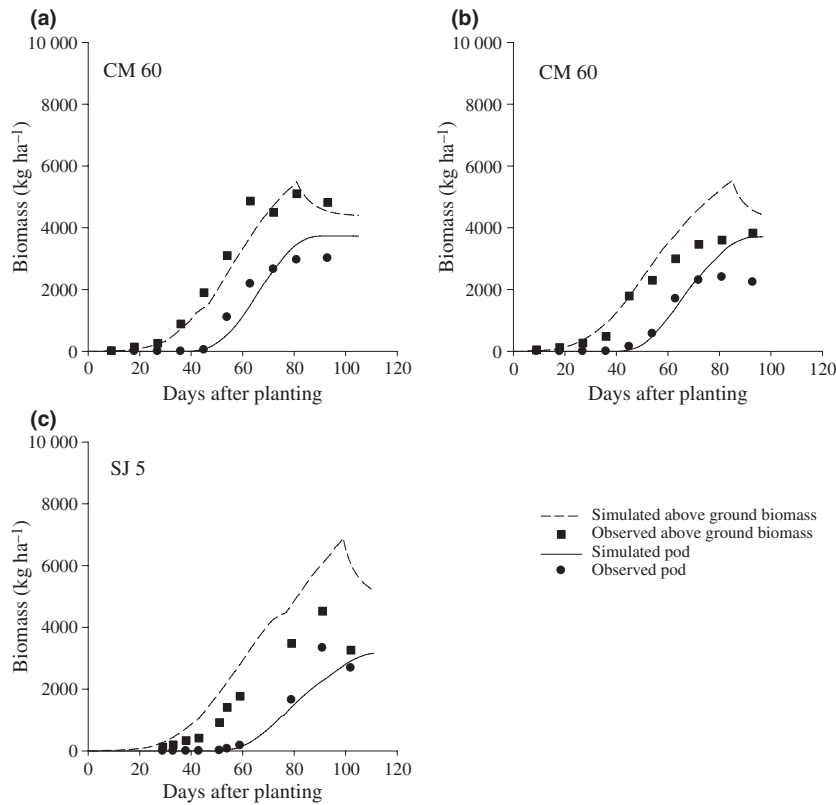 (a)
CM 60
10 000
8000
6000
4000
2000
0
Biomass (kg ha⁻¹)
0 20 40 60 80 100 120
Days after planting
(b)
CM 60
10 000
8000
6000
4000
2000
0
Biomass (kg ha⁻¹)
0 20 40 60 80 100 120
Days after planting
(c)
SJ 5
10 000
8000
6000
4000
2000
0
Biomass (kg ha⁻¹)
0 20 40 60 80 100 120
Days after planting
Simulated above ground biomass
Observed above ground biomass
Simulated pod
Observed pod